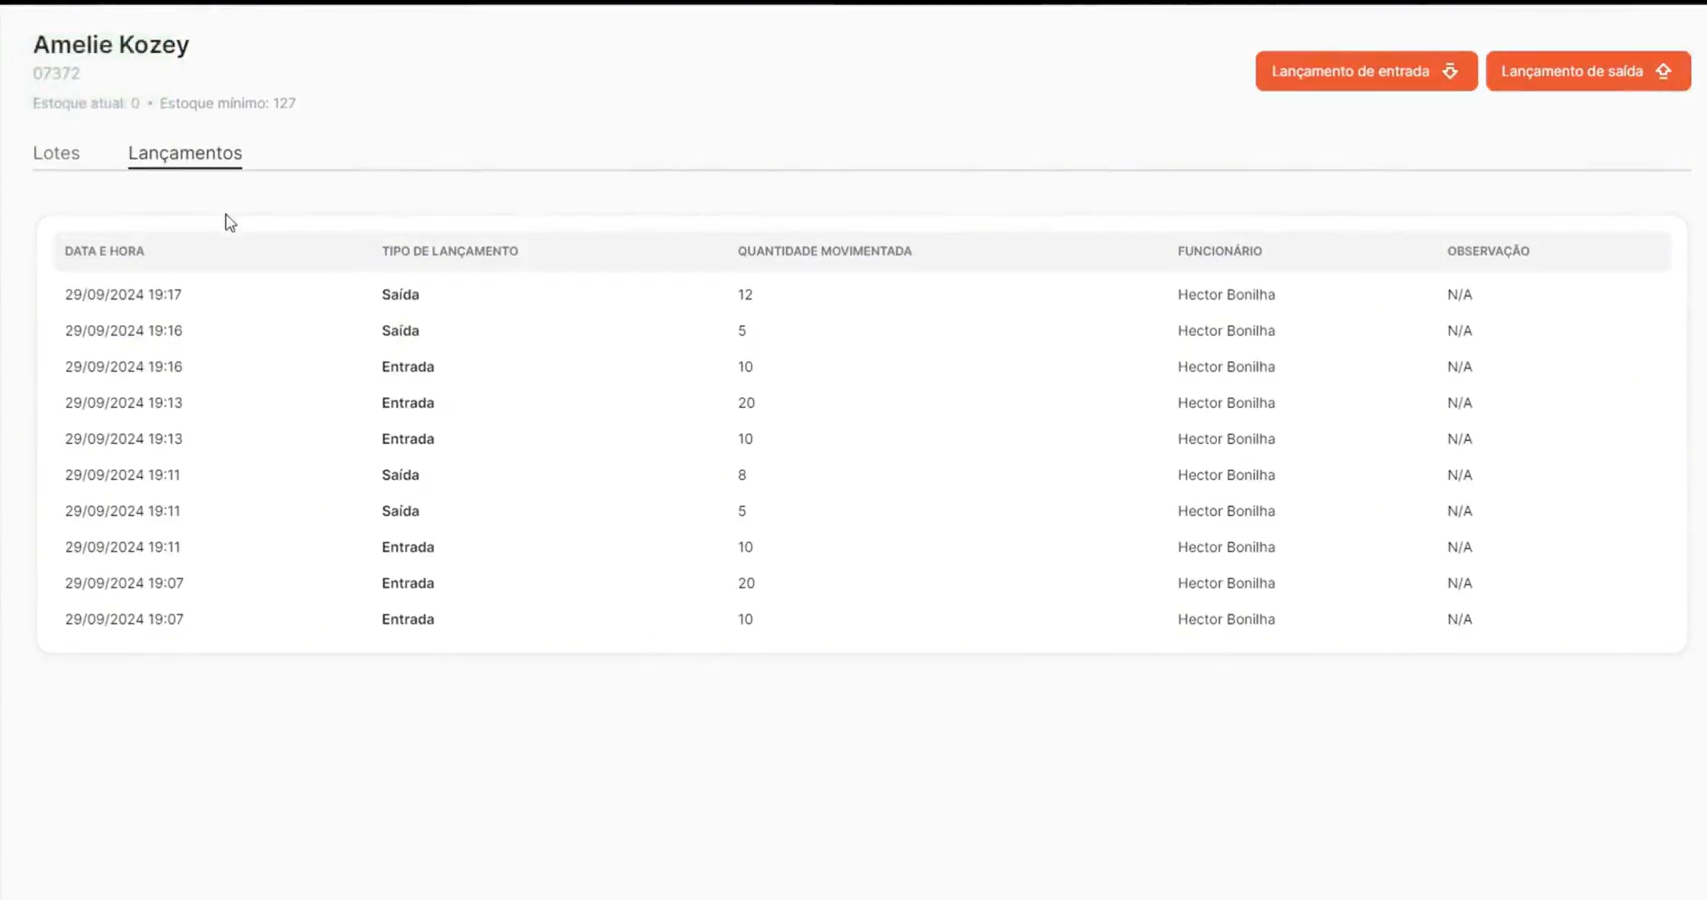 Amelie Kozey
07372
Estoque atual: 0 • Estoque mínimo: 127
Lançamento de entrada
Lançamento de saída
Lotes Lançamentos
DATA E HORA TIPO DE LANÇAMENTO QUANTIDADE MOVIMENTADA FUNCIONÁRIO OBSERVAÇÃO
29/09/2024 19:17 Saída 12 Hector Bonilha N/A
29/09/2024 19:16 Saída 5 Hector Bonilha N/A
29/09/2024 19:16 Entrada 10 Hector Bonilha N/A
29/09/2024 19:13 Entrada 20 Hector Bonilha N/A
29/09/2024 19:13 Entrada 10 Hector Bonilha N/A
29/09/2024 19:11 Saída 8 Hector Bonilha N/A
29/09/2024 19:11 Saída 5 Hector Bonilha N/A
29/09/2024 19:11 Entrada 10 Hector Bonilha N/A
29/09/2024 19:07 Entrada 20 Hector Bonilha N/A
29/09/2024 19:07 Entrada 10 Hector Bonilha N/A